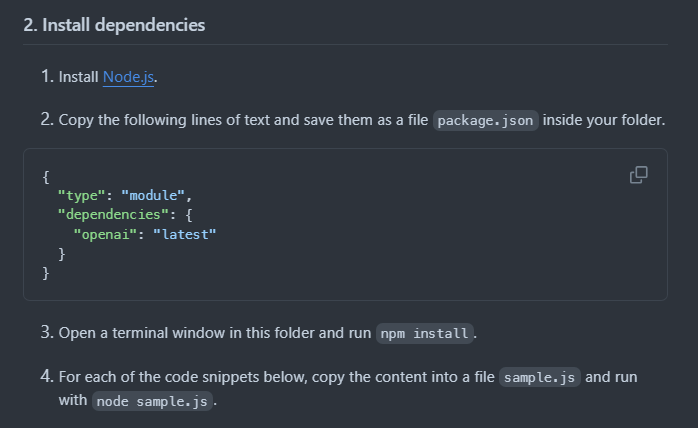 2. Install dependencies
1. Install Node.js.
2. Copy the following lines of text and save them as a file package.json inside your folder.
{
  "type": "module",
  "dependencies": {
    "openai": "latest"
  }
}
3. Open a terminal window in this folder and run npm install.
4. For each of the code snippets below, copy the content into a file sample.js and run
with node sample.js.